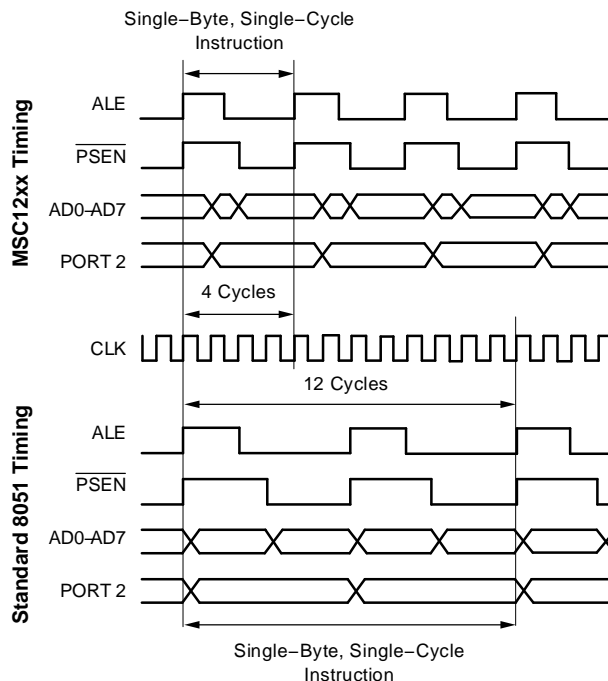 Single–Byte, Single–Cycle
Instruction
MSC12xx Timing
ALE
PSEN
AD0–AD7
PORT 2
4 Cycles
CLK
12 Cycles
Standard 8051 Timing
ALE
PSEN
AD0–AD7
PORT 2
Single–Byte, Single–Cycle
Instruction